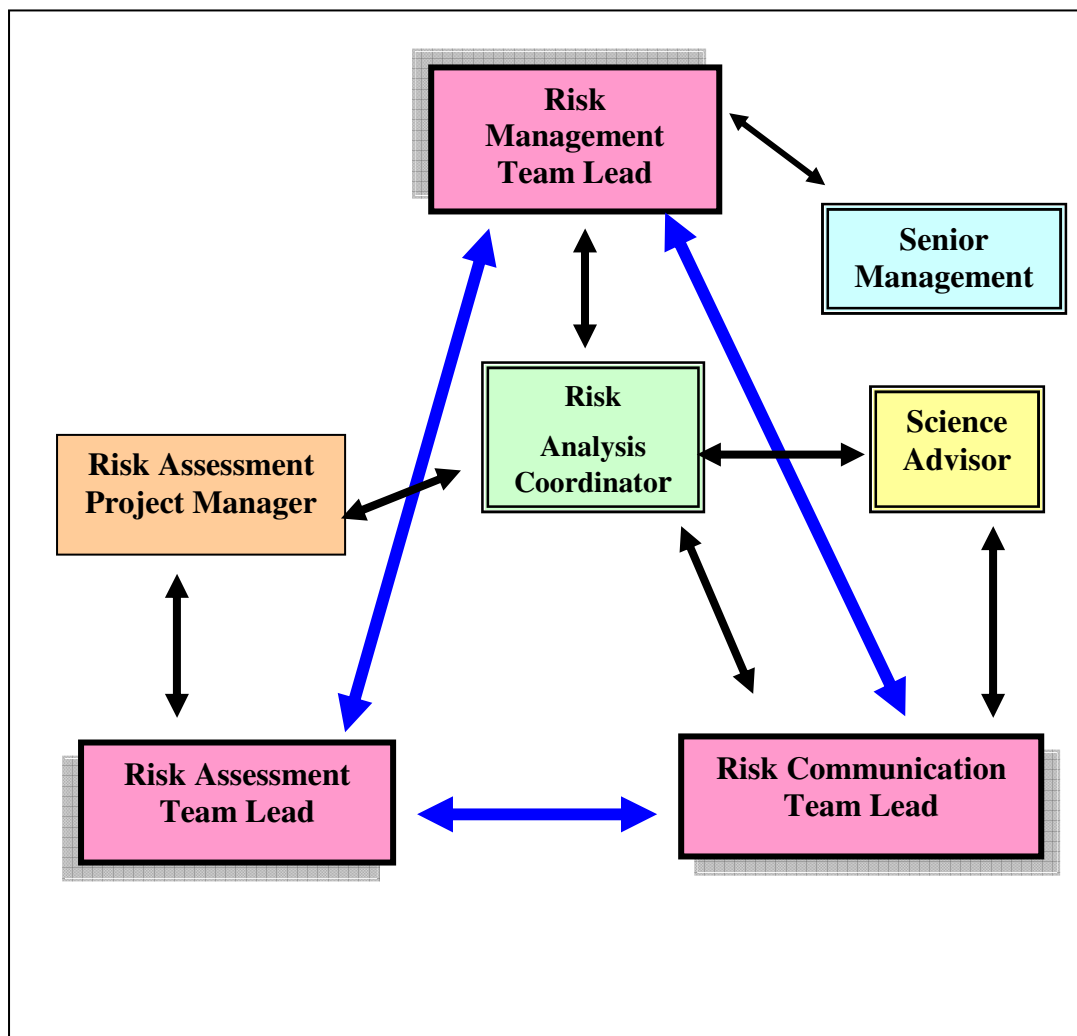 Risk
Management
Team Lead
Senior
Management
Risk
Analysis
Coordinator
Science
Advisor
Risk Assessment
Project Manager
Risk Assessment
Team Lead
Risk Communication
Team Lead